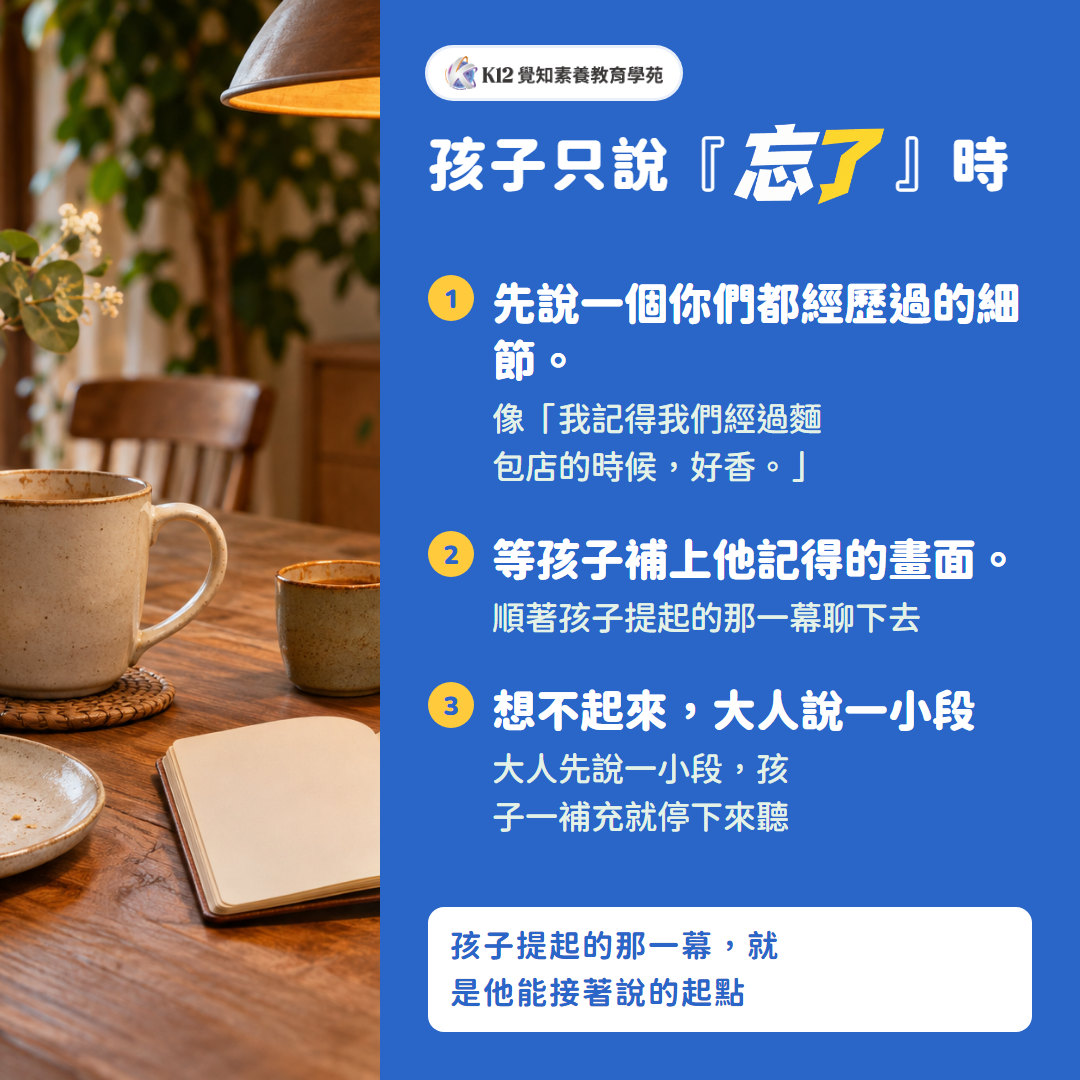 K12 覺知素養教育學苑
孩子只說『忘了』時
1
先說一個你們都經歷過的細
節。
像「我記得我們經過麵
包店的時候，好香。」
2
等孩子補上他記得的畫面。
順著孩子提起的那一幕聊下去
3
想不起來，大人說一小段
大人先說一小段，孩
子一補充就停下來聽
孩子提起的那一幕，就
是他能接著說的起點